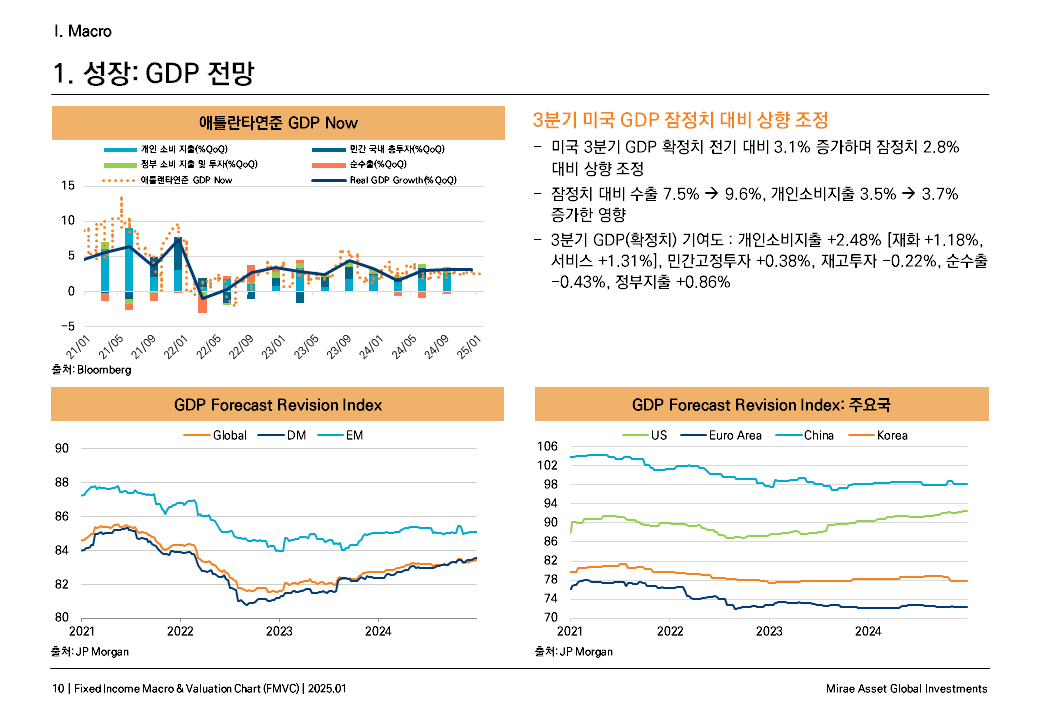 I. Macro
1. 성장: GDP 전망
애틀란타연준 GDP Now
개인 소비 지출(%QoQ)
민간 국내 총투자(%QoQ)
정부 소비 지출 및 투자(%QoQ)
순수출(%QoQ)
애틀란타연준 GDP Now
Real GDP Growth(%QoQ)
15
10
5
0
-5
21/01
21/05
21/09
22/01
22/05
22/09
23/01
23/05
23/09
24/01
24/05
24/09
25/01
출처: Bloomberg
3분기 미국 GDP 잠정치 대비 상향 조정
- 미국 3분기 GDP 확정치 전기 대비 3.1% 증가하며 잠정치 2.8%
대비 상향 조정
- 잠정치 대비 수출 7.5% → 9.6%, 개인소비지출 3.5% → 3.7%
증가한 영향
- 3분기 GDP(확정치) 기여도 : 개인소비지출 +2.48% [재화 +1.18%,
서비스 +1.31%], 민간고정투자 +0.38%, 재고투자 -0.22%, 순수출
-0.43%, 정부지출 +0.86%
GDP Forecast Revision Index
Global
DM
EM
90
88
86
84
82
80
2021
2022
2023
2024
출처: JP Morgan
GDP Forecast Revision Index: 주요국
US
Euro Area
China
Korea
106
102
98
94
90
86
82
78
74
70
2021
2022
2023
2024
출처: JP Morgan
10 | Fixed Income Macro & Valuation Chart (FMVC) | 2025.01
Mirae Asset Global Investments